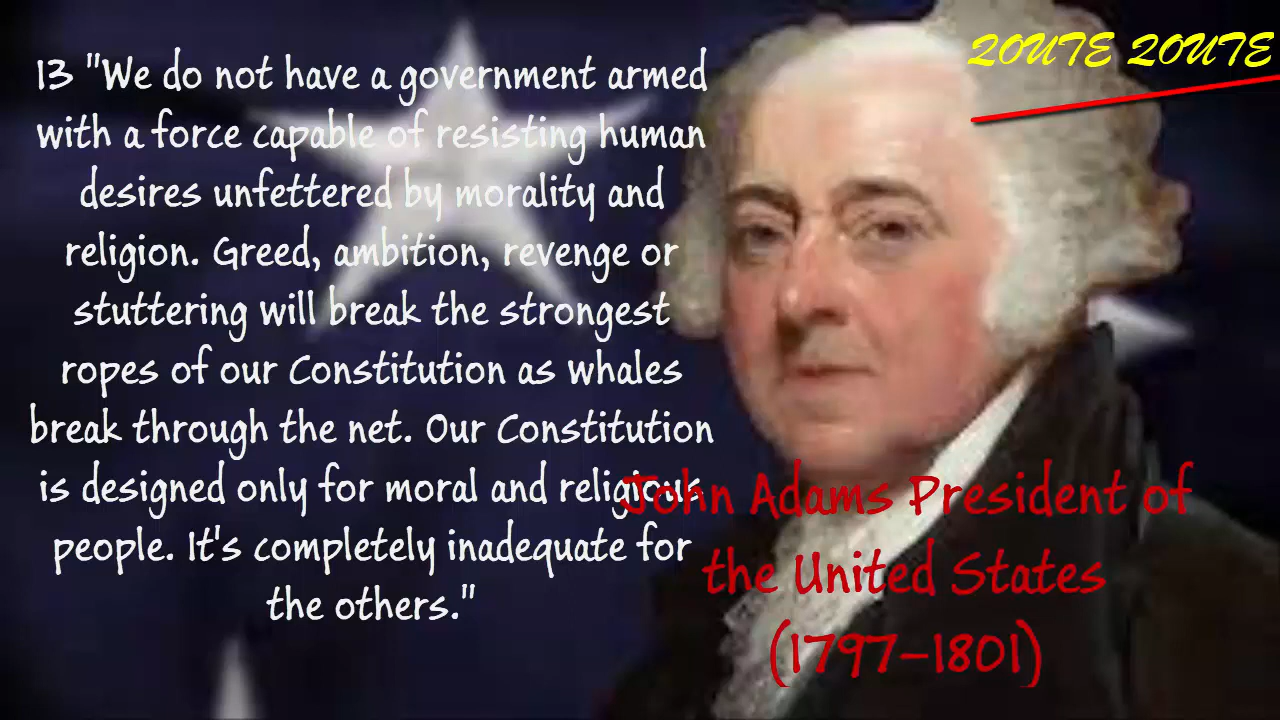 2OUTE 2OUTE
13 "We do not have a government armed
with a force capable of resisting human
desires unfettered by morality and
religion. Greed, ambition, revenge or
stuttering will break the strongest
ropes of our Constitution as whales
break through the net. Our Constitution
is designed only for moral and religious
people. It's completely inadequate for
the others."
John Adams President of
the United States
(1797-1801)